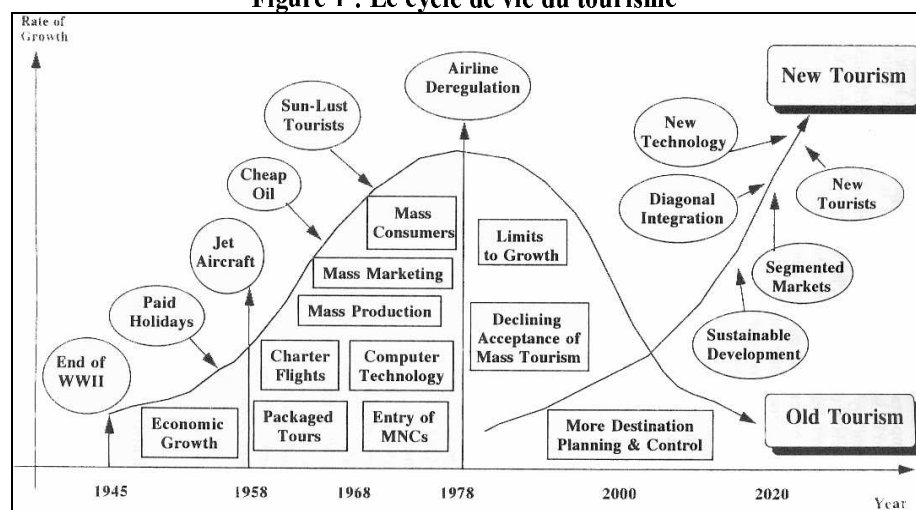 Figure 1 : Le cycle de vie du tourisme
Rate of
Growth
Airline
Deregulation
New Tourism
Sun-Lust
Tourists
New
Technology
Cheap
Oil
Diagonal
Integration
New
Tourists
Mass
Consumers
Jet
Aircraft
Limits
to Growth
Mass Marketing
Segmented
Markets
Paid
Holidays
Mass Production
Declining
Acceptance of
Mass Tourism
Sustainable
Development
End of
WWII
Charter
Flights
Computer
Technology
Economic
Growth
Packaged
Tours
Entry of
MNCs
More Destination
Planning & Control
Old Tourism
1945
1958
1968
1978
2000
2020
Year